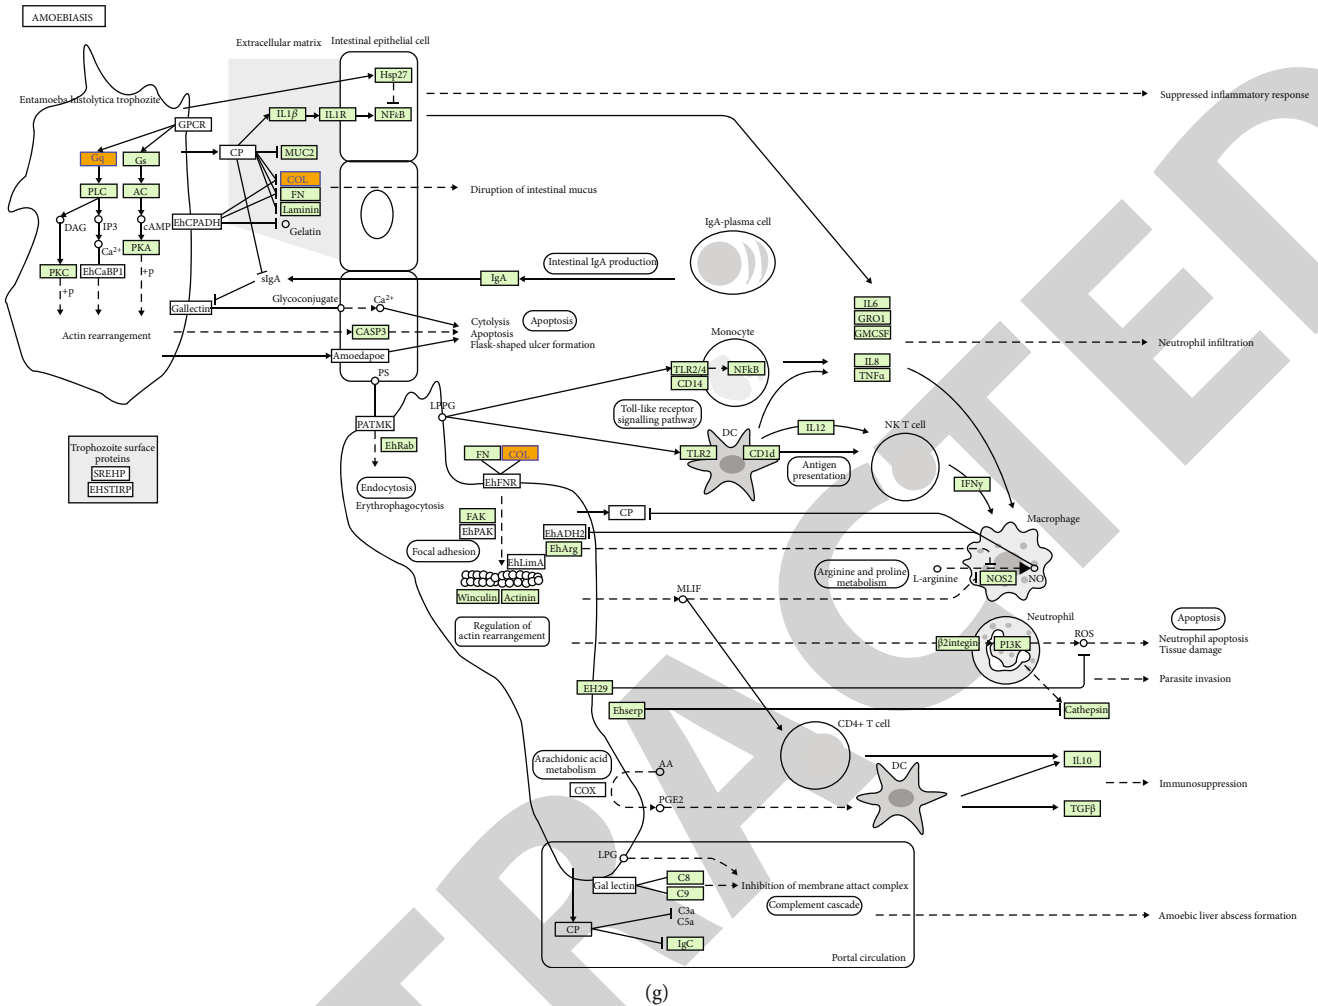 AMOEBIASIS
Extracellular matrix
Intestinal epithelial cell
Entamoeba histolytica trophozite
Hsp27
Suppressed inflammatory response
IL1β
IL1R
NFkB
GPCR
Gq
Gs
CP
MUC2
COL
FN
Laminin
Diruption of intestinal mucus
PLC
AC
DAG
IP3
cAMP
EhCPADH
Gelatin
Ca²⁺
PKA
PKC
EhCaBP1
+p
+p
IgA-plasma cell
Intestinal IgA production
sIgA
IgA
Gallectin
Glycoconjugate
Ca²⁺
Actin rearrangement
CASP3
Cytolysis
Apoptosis
Flask-shaped ulcer formation
Apoptosis
Amoedapoe
PS
IL6
GRO1
GMCSF
Neutrophil infiltration
IL8
TNFα
Monocyte
TLR2/4
NFkB
CD14
Toll-like receptor
signalling pathway
LPPG
PATMK
EhRab
Endocytosis
Erythrophagocytosis
DC
TLR2
CD1d
IL12
Antigen
presentation
NK T cell
IFNγ
Macrophage
Trophozoite surface
proteins
SREHP
EHSTIRP
FN
COL
EhFNR
FAK
EhPAK
Focal adhesion
EhLimA
Winculin
Actinin
Regulation of
actin rearrangement
CP
EhADH2
EhArg
Arginine and proline
metabolism
L-arginine
NOS2
NO
MLIF
Neutrophil
β2integin
PI3K
ROS
Apoptosis
Neutrophil apoptosis
Tissue damage
Parasite invasion
EH29
Ehserp
Cathepsin
CD4+ T cell
Arachidonic acid
metabolism
AA
COX
PGE2
DC
IL10
Immunosuppression
TGFβ
LPG
Gal lectin
C8
C9
Inhibition of membrane attact complex
Complement cascade
C3a
C5a
CP
IgC
Amoebic liver abscess formation
Portal circulation
(g)